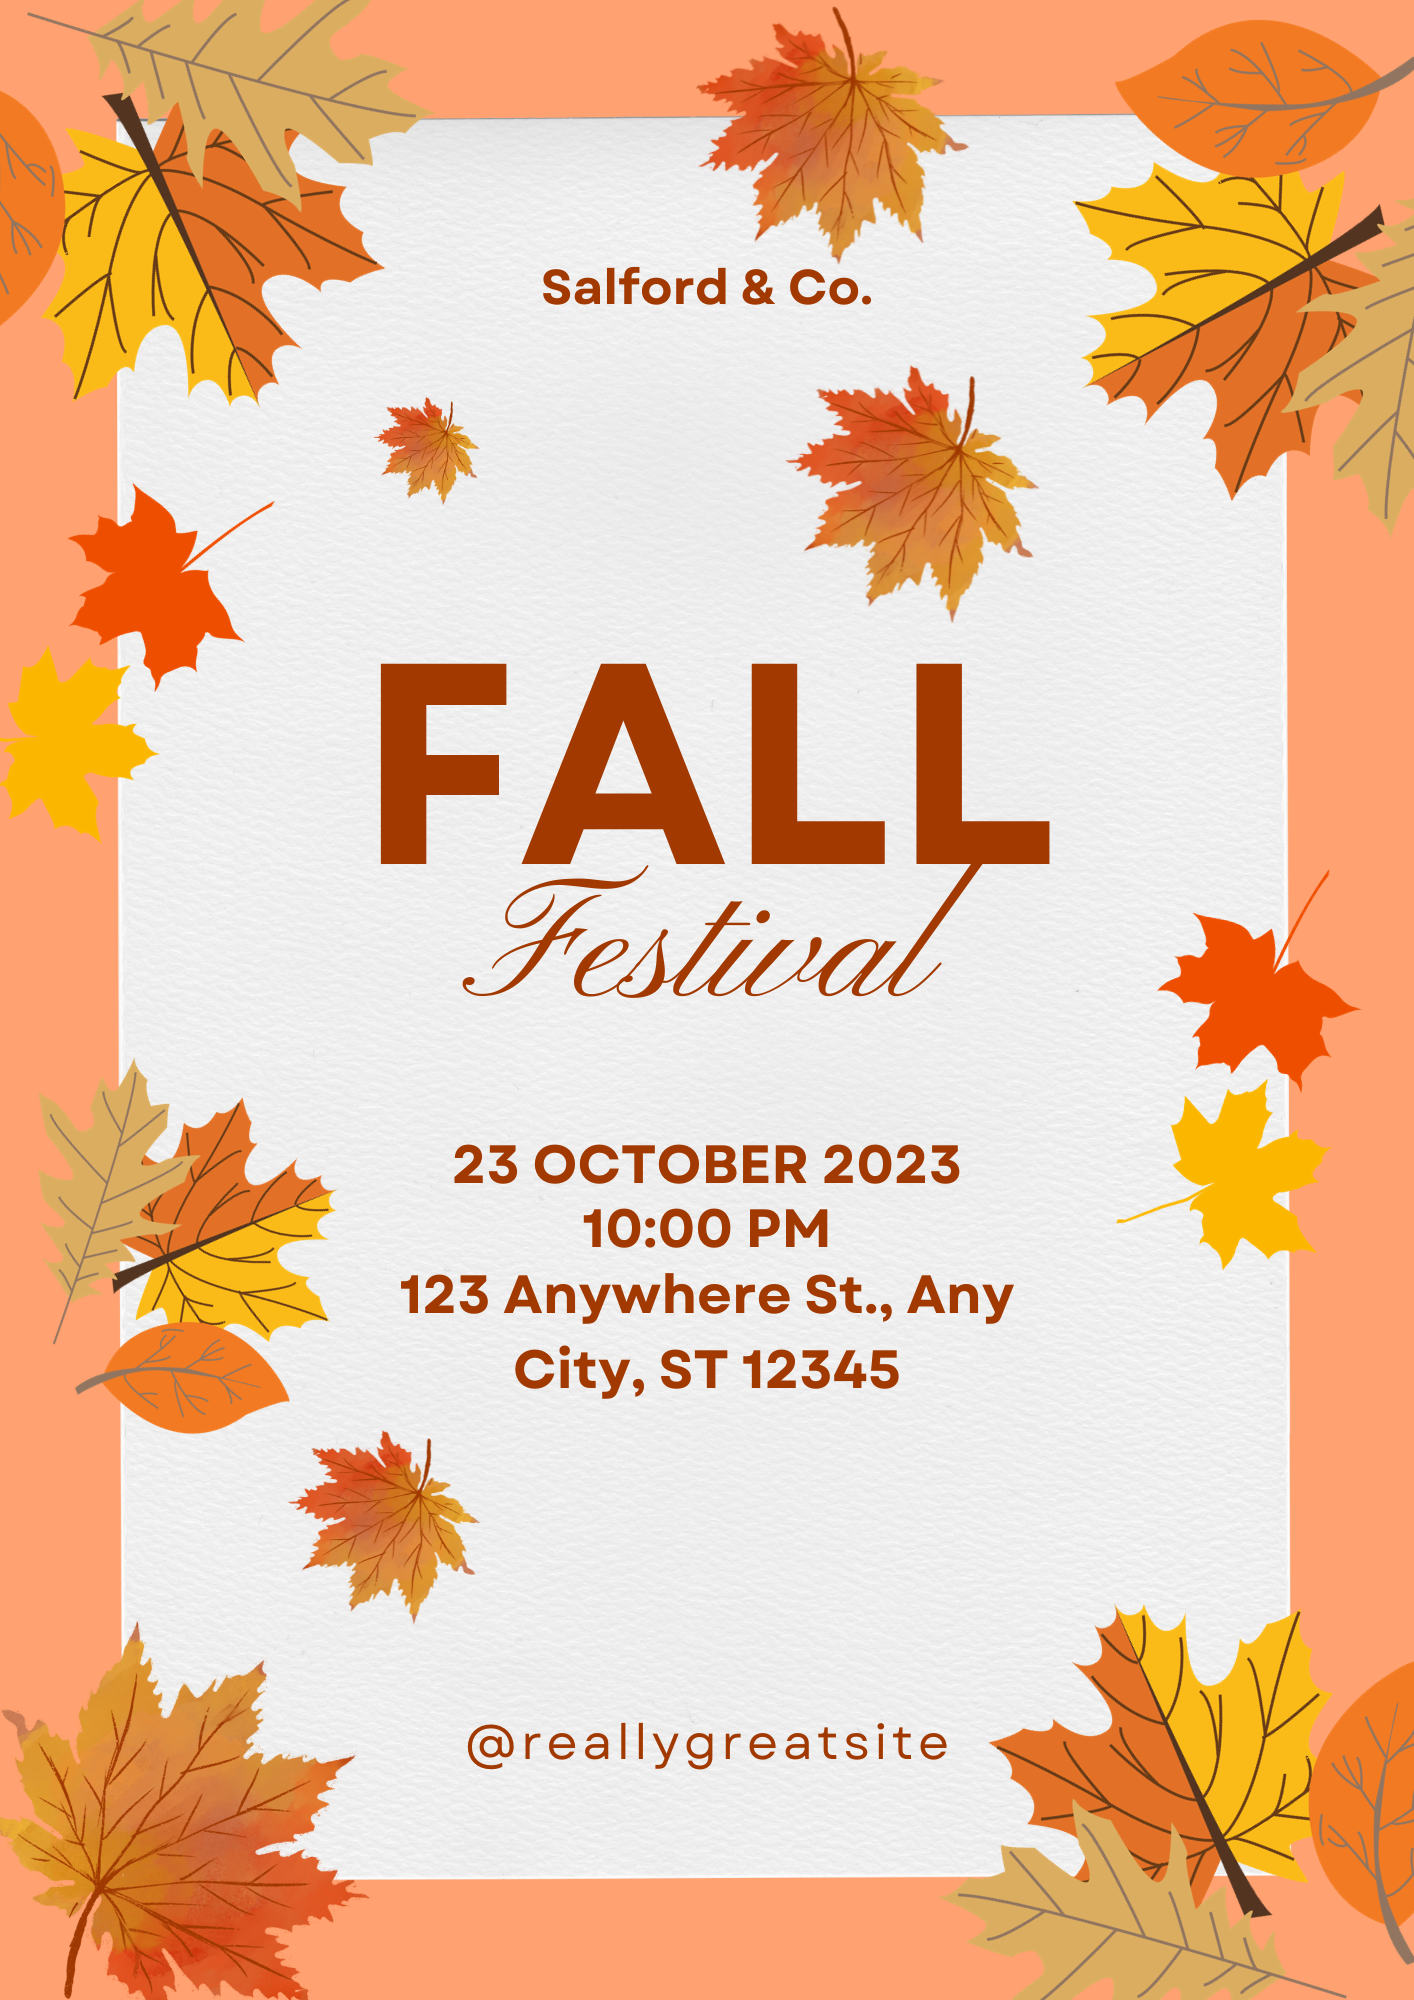 Salford & Co.
FALL
Festival
23 OCTOBER 2023
10:00 PM
123 Anywhere St., Any
City, ST 12345
@reallygreatsite